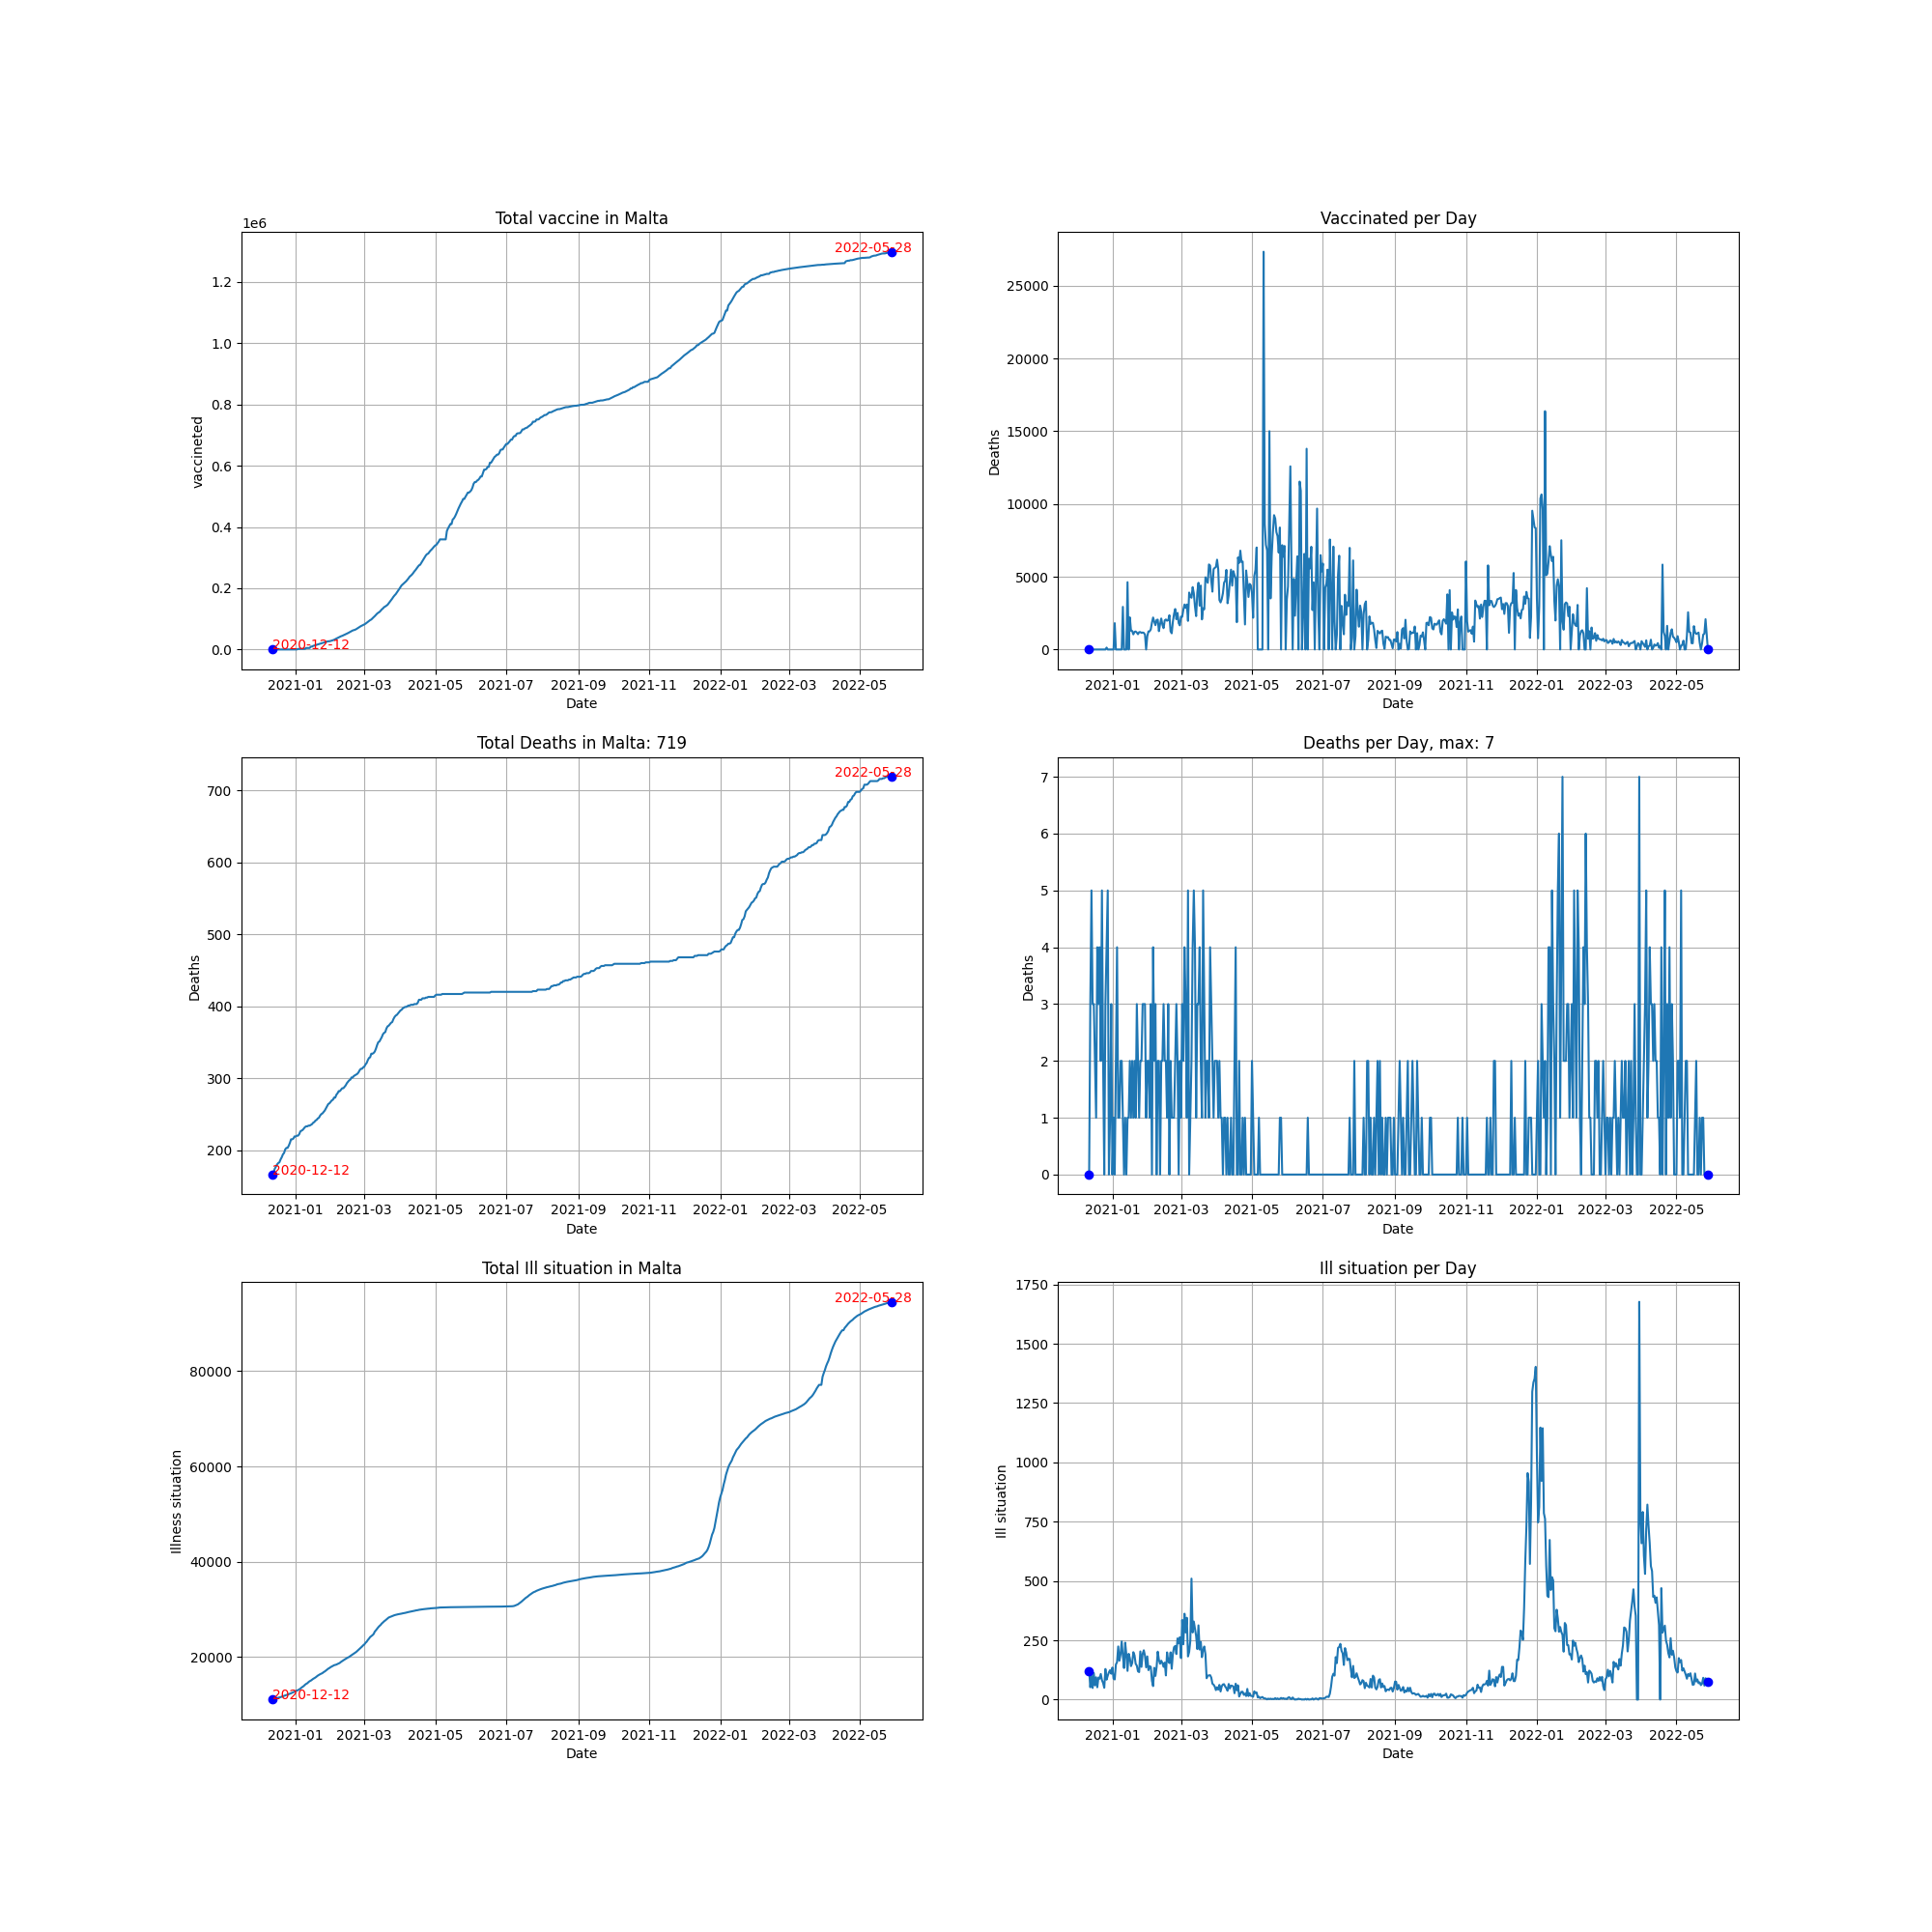 Total vaccine in Malta
1e6
vaccineted
1.2
1.0
0.8
0.6
0.4
0.2
0.0
2020-12-12
2022-05-28
2021-01 2021-03 2021-05 2021-07 2021-09 2021-11 2022-01 2022-03 2022-05
Date
Vaccinated per Day
Deaths
25000
20000
15000
10000
5000
0
2021-01 2021-03 2021-05 2021-07 2021-09 2021-11 2022-01 2022-03 2022-05
Date
Total Deaths in Malta: 719
Deaths
700
600
500
400
300
200
2020-12-12
2022-05-28
2021-01 2021-03 2021-05 2021-07 2021-09 2021-11 2022-01 2022-03 2022-05
Date
Deaths per Day, max: 7
Deaths
7
6
5
4
3
2
1
0
2021-01 2021-03 2021-05 2021-07 2021-09 2021-11 2022-01 2022-03 2022-05
Date
Total Ill situation in Malta
Illness situation
80000
60000
40000
20000
2020-12-12
2022-05-28
2021-01 2021-03 2021-05 2021-07 2021-09 2021-11 2022-01 2022-03 2022-05
Date
Ill situation per Day
Ill situation
1750
1500
1250
1000
750
500
250
0
2021-01 2021-03 2021-05 2021-07 2021-09 2021-11 2022-01 2022-03 2022-05
Date